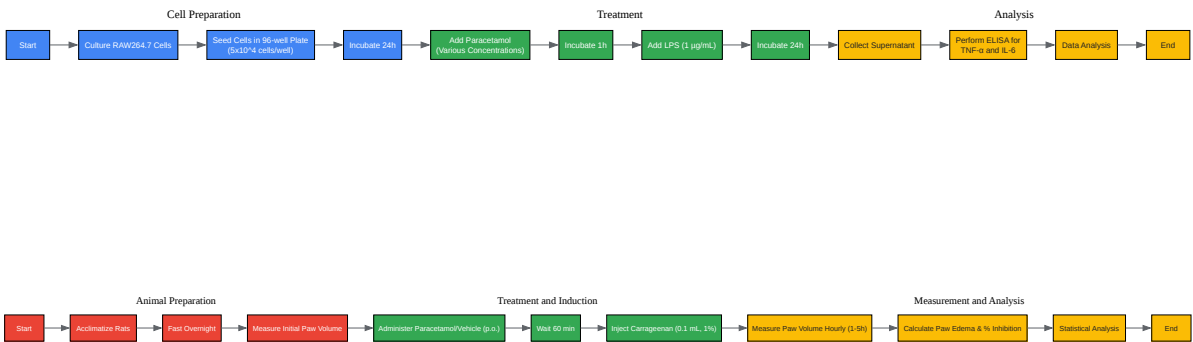 Cell Preparation
Treatment
Analysis
Start
Culture RAW264.7 Cells
Seed Cells in 96-well Plate
(5x10^4 cells/well)
Incubate 24h
Add Paracetamol
(Various Concentrations)
Incubate 1h
Add LPS (1 µg/mL)
Incubate 24h
Collect Supernatant
Perform ELISA for
TNF-α and IL-6
Data Analysis
End
Animal Preparation
Treatment and Induction
Measurement and Analysis
Start
Acclimatize Rats
Fast Overnight
Measure Initial Paw Volume
Administer Paracetamol/Vehicle (p.o.)
Wait 60 min
Inject Carrageenan (0.1 mL, 1%)
Measure Paw Volume Hourly (1-5h)
Calculate Paw Edema & % Inhibition
Statistical Analysis
End